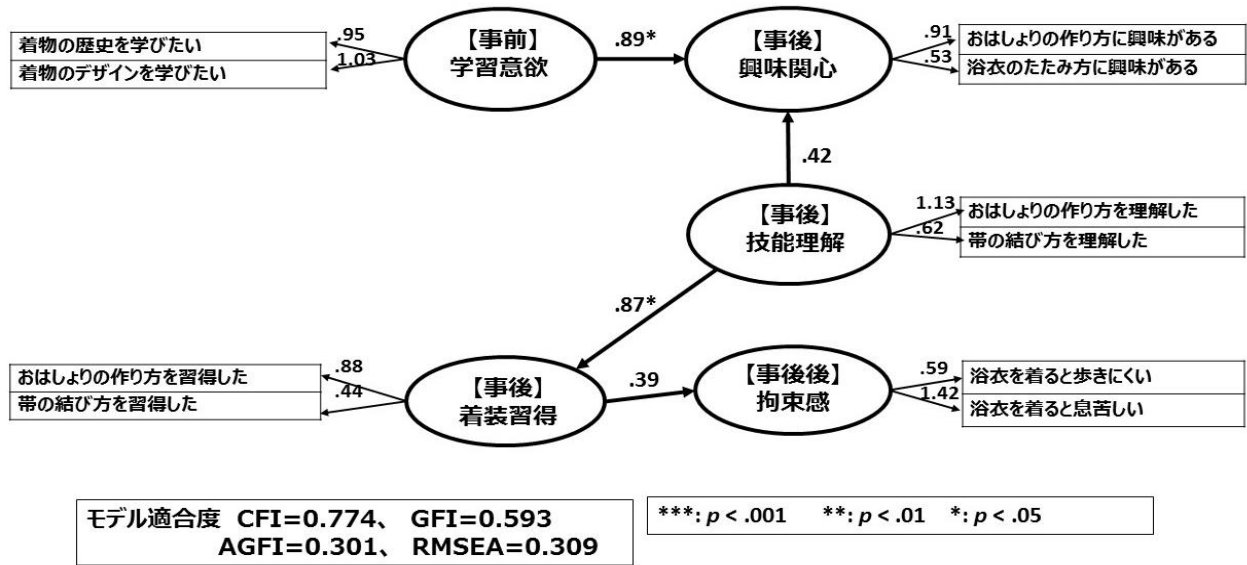 着物の歴史を学びたい
着物のデザインを学びたい
.95
1.03
【事前】
学習意欲
.89*
【事後】
興味関心
.91
.53
おはしょりの作り方に興味がある
浴衣のたたみ方に興味がある
.42
【事後】
技能理解
1.13
.62
おはしょりの作り方を理解した
帯の結び方を理解した
.87*
おはしょりの作り方を習得した
帯の結び方を習得した
.88
.44
【事後】
着装習得
.39
【事後後】
拘束感
.59
1.42
浴衣を着ると歩きにくい
浴衣を着ると息苦しい
モデル適合度 CFI=0.774、 GFI=0.593
AGFI=0.301、 RMSEA=0.309
***: p < .001 **: p < .01 *: p < .05